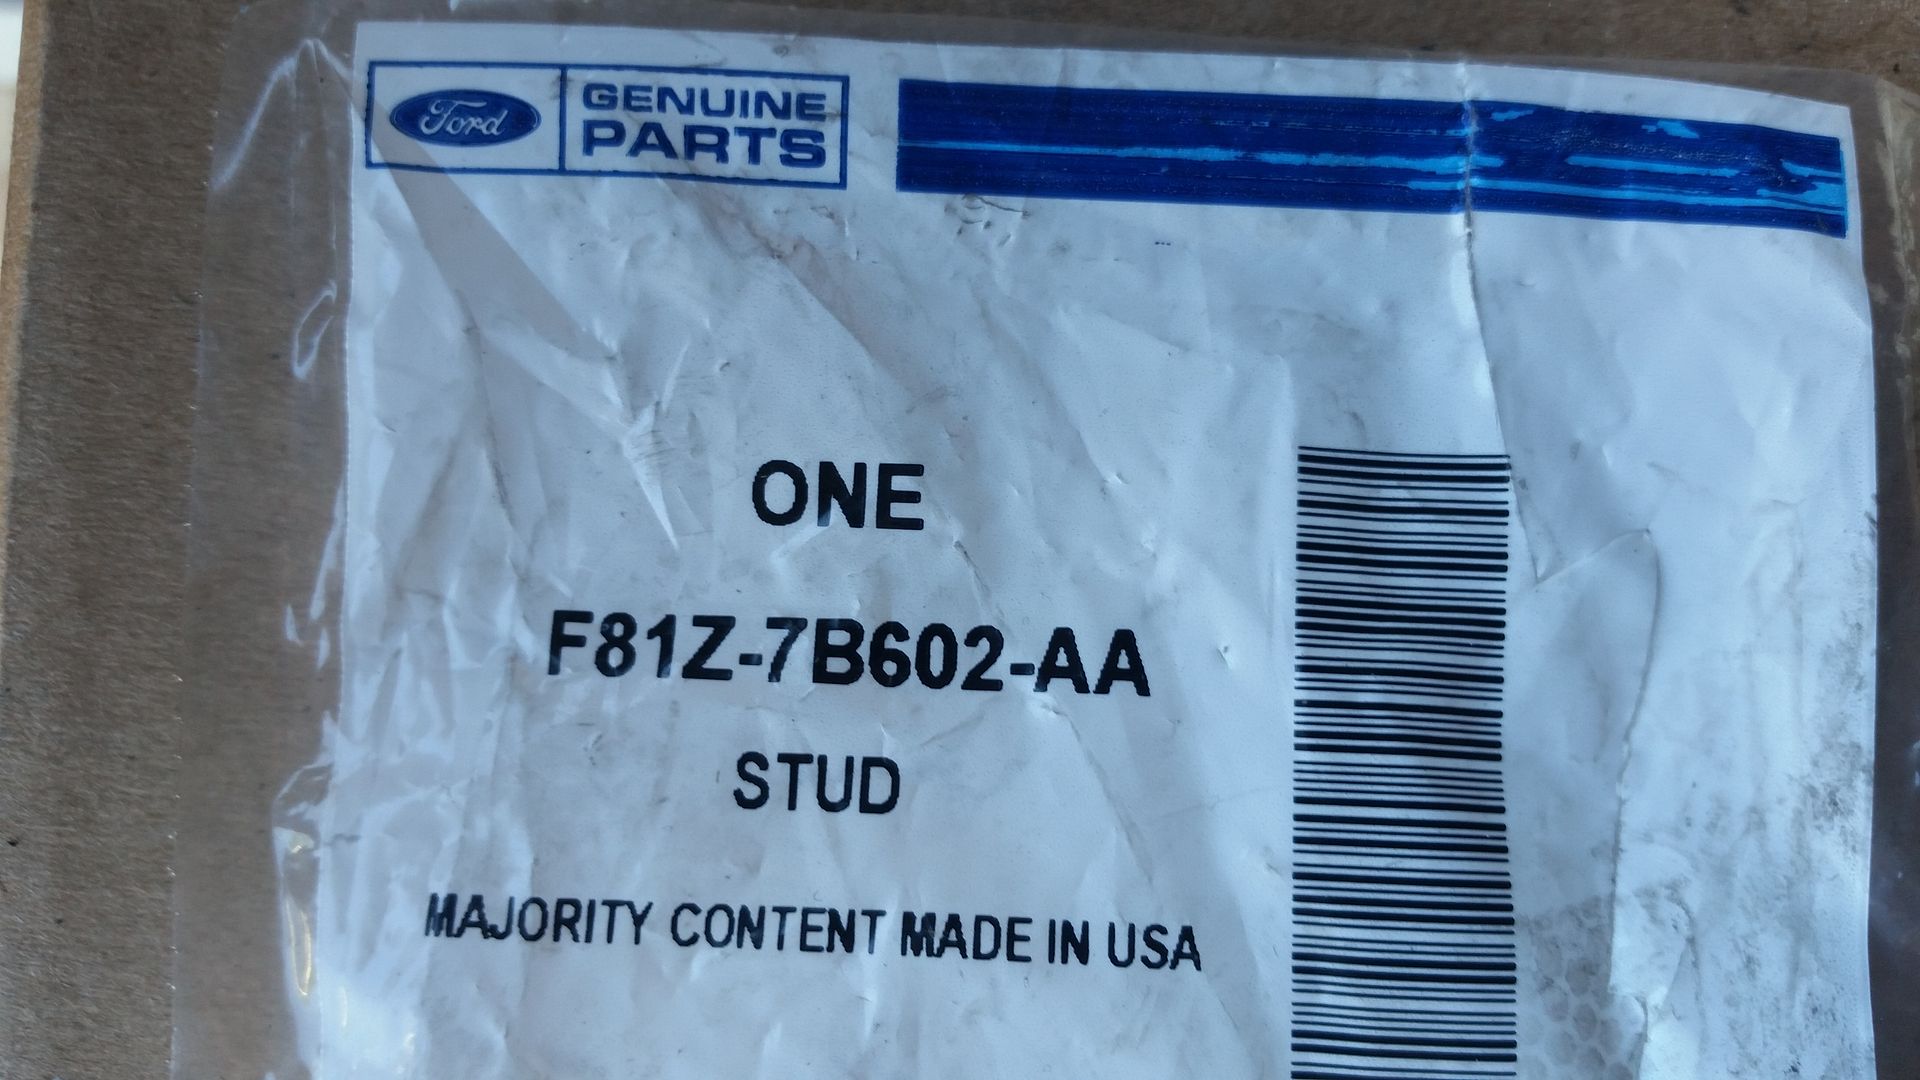 Ford
GENUINE
PARTS
ONE
F81Z-7B602-AA
STUD
MAJORITY CONTENT MADE IN USA